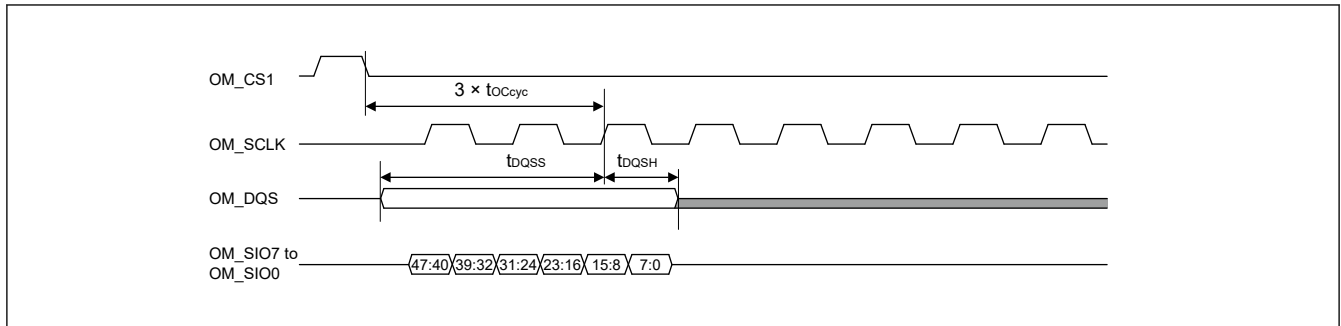 OM_CS1
3 × tOCcyc
OM_SCLK
tDQSS
tDQSH
OM_DQS
OM_SIO7 to
OM_SIO0
47:40 39:32 31:24 23:16 15:8 7:0